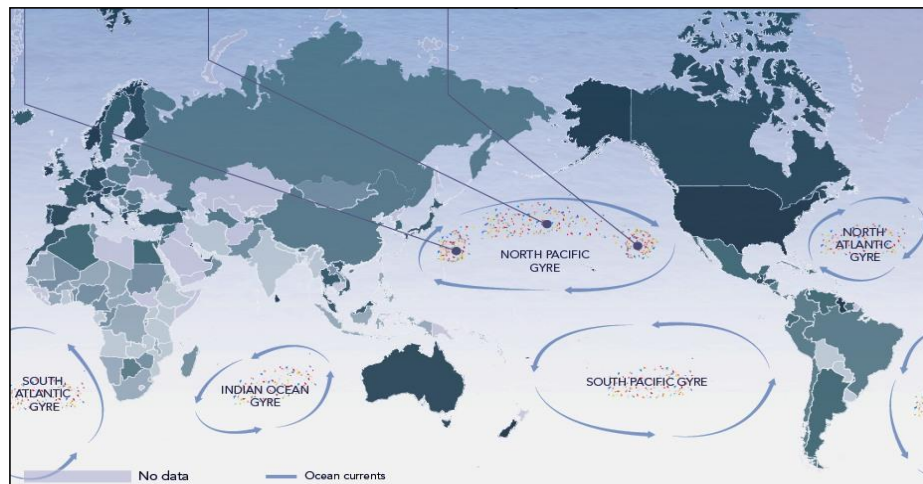 NORTH PACIFIC
GYRE
NORTH
ATLANTIC
GYRE
SOUTH
ATLANTIC
GYRE
INDIAN OCEAN
GYRE
SOUTH PACIFIC GYRE
No data
Ocean currents